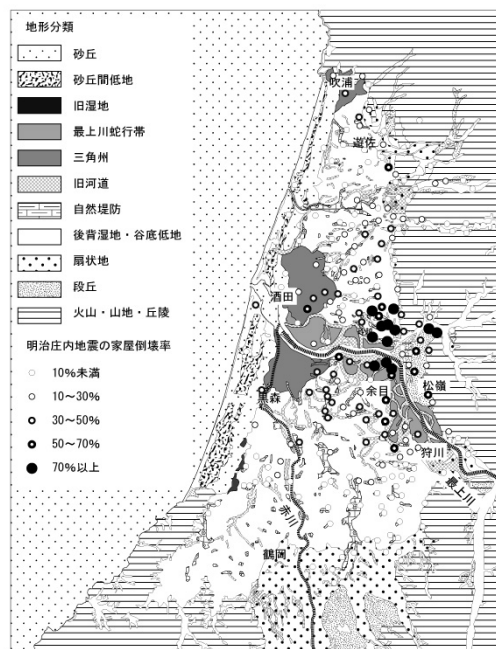 地形分類
砂丘
砂丘間低地
旧湿地
最上川蛇行帯
三角州
旧河道
自然堤防
後背湿地・谷底低地
扇状地
段丘
火山・山地・丘陵
明治庄内地震の家屋倒壊率
10%未満
10～30%
30～50%
50～70%
70%以上
吹浦
遊佐
酒田
黒森
余目
松嶺
狩川
最上川
赤川
鶴岡